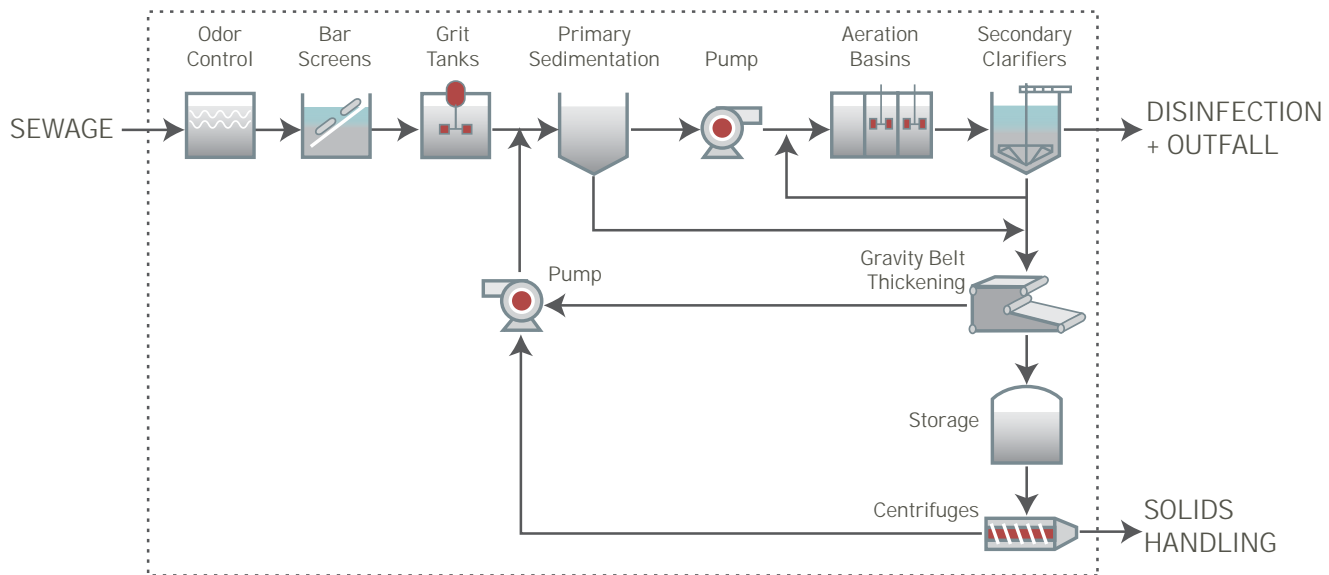 Odor
Control
Bar
Screens
Grit
Tanks
Primary
Sedimentation
Pump
Aeration
Basins
Secondary
Clarifiers
SEWAGE
DISINFECTION
+ OUTFALL
Gravity Belt
Thickening
Pump
Storage
Centrifuges
SOLIDS
HANDLING